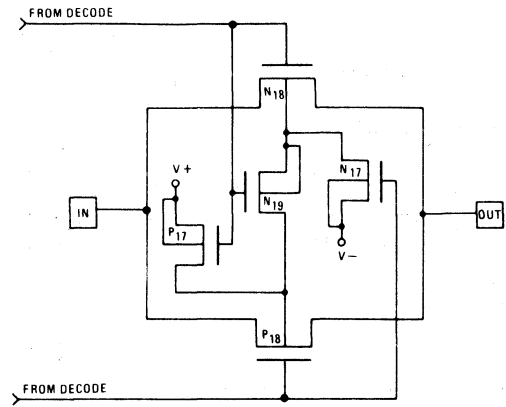 FROM DECODE
N18
V+
N17
IN
P17
N19
OUT
V−
P18
FROM DECODE